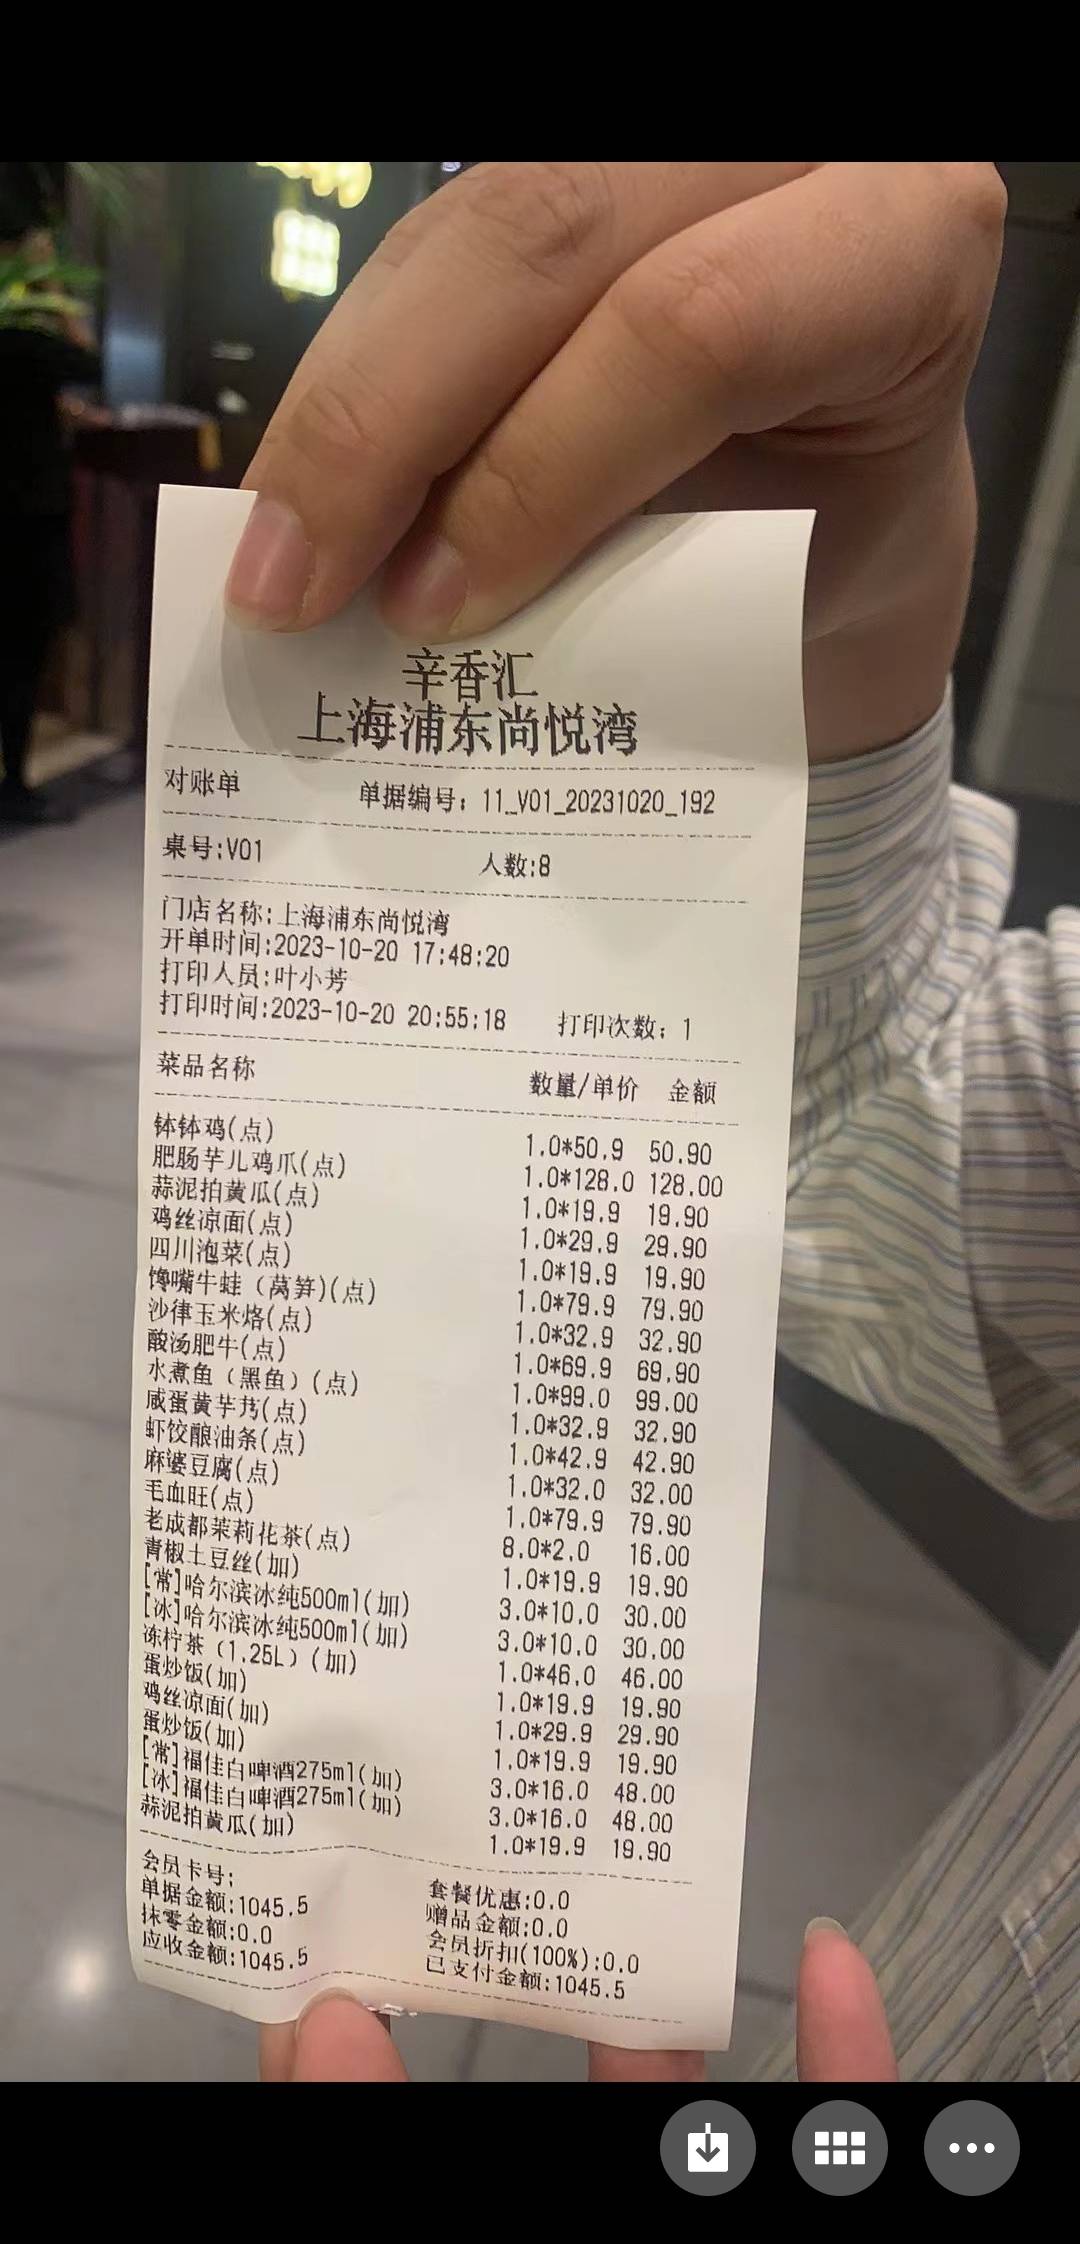 辛香汇
上海浦东尚悦湾
对账单 单据编号：11_V01_20231020_192
桌号:V01 人数:8
门店名称:上海浦东尚悦湾
开单时间:2023-10-20 17:48:20
打印人员:叶小芳
打印时间:2023-10-20 20:55:18 打印次数：1
菜品名称 数量/单价 金额
钵钵鸡(点) 1.0*50.9 50.90
肥肠芋儿鸡爪(点) 1.0*128.0 128.00
蒜泥拍黄瓜(点) 1.0*19.9 19.90
鸡丝凉面(点) 1.0*29.9 29.90
四川泡菜(点) 1.0*19.9 19.90
馋嘴牛蛙（莴笋)(点) 1.0*79.9 79.90
沙律玉米烙(点) 1.0*32.9 32.90
酸汤肥牛(点) 1.0*69.9 69.90
水煮鱼（黑鱼）(点) 1.0*99.0 99.00
咸蛋黄芋艿(点) 1.0*32.9 32.90
虾饺酿油条(点) 1.0*42.9 42.90
麻婆豆腐(点) 1.0*32.0 32.00
毛血旺(点) 1.0*79.9 79.90
老成都茉莉花茶(点) 8.0*2.0 16.00
青椒土豆丝(加) 1.0*19.9 19.90
[常]哈尔滨冰纯500ml(加) 3.0*10.0 30.00
[冰]哈尔滨冰纯500ml(加) 3.0*10.0 30.00
冻柠茶（1.25L）(加) 1.0*46.0 46.00
蛋炒饭(加) 1.0*19.9 19.90
鸡丝凉面(加) 1.0*29.9 29.90
蛋炒饭(加) 1.0*19.9 19.90
[常]福佳白啤酒275ml(加) 3.0*16.0 48.00
[冰]福佳白啤酒275ml(加) 3.0*16.0 48.00
蒜泥拍黄瓜(加) 1.0*19.9 19.90
会员卡号: 套餐优惠:0.0
单据金额:1045.5 赠品金额:0.0
抹零金额:0.0 会员折扣(100%):0.0
应收金额:1045.5 已支付金额:1045.5